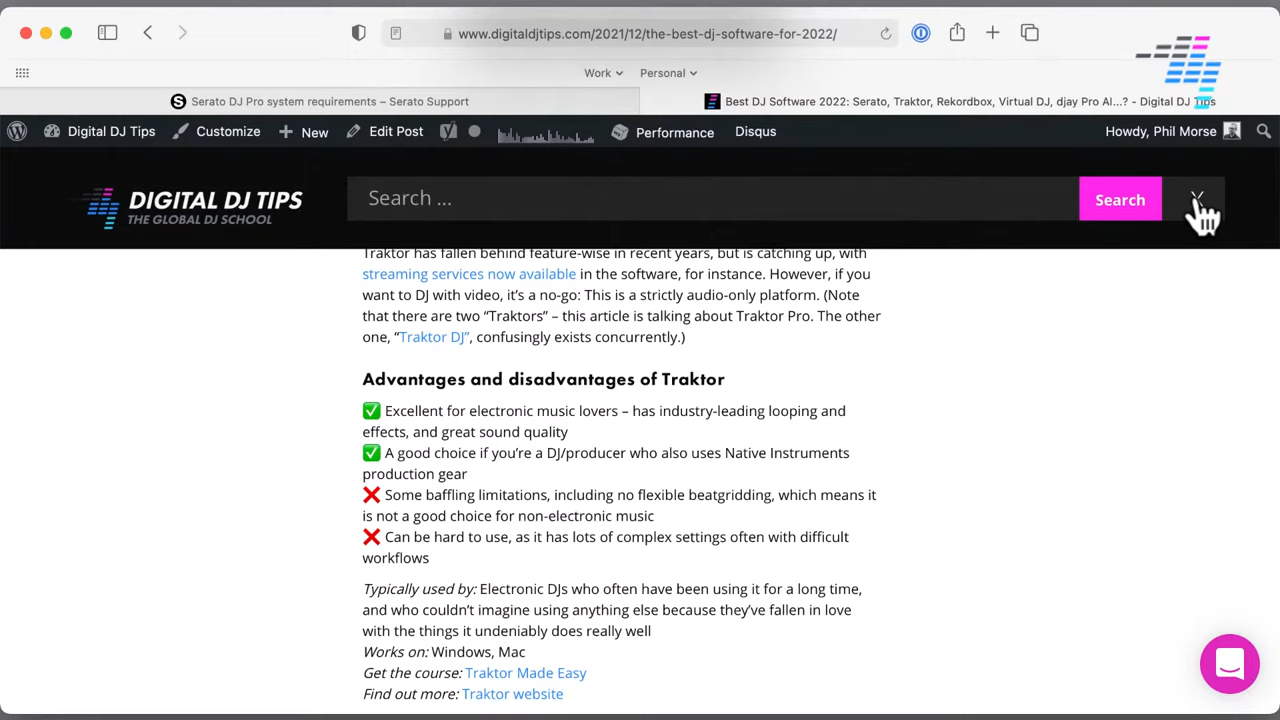 www.digitaldjtips.com/2021/12/the-best-dj-software-for-2022/
Work Personal
Serato DJ Pro system requirements – Serato Support
Best DJ Software 2022: Serato, Traktor, Rekordbox, Virtual DJ, djay Pro AI...? - Digital DJ Tips
Digital DJ Tips Customize New Edit Post Performance Disqus Howdy, Phil Morse
DIGITAL DJ TIPS
THE GLOBAL DJ SCHOOL
Search ...
Search
X
Traktor has fallen behind feature-wise in recent years, but is catching up, with
streaming services now available in the software, for instance. However, if you
want to DJ with video, it’s a no-go: This is a strictly audio-only platform. (Note
that there are two “Traktors” – this article is talking about Traktor Pro. The other
one, “Traktor DJ”, confusingly exists concurrently.)
Advantages and disadvantages of Traktor
✅ Excellent for electronic music lovers – has industry-leading looping and
effects, and great sound quality
✅ A good choice if you’re a DJ/producer who also uses Native Instruments
production gear
❌ Some baffling limitations, including no flexible beatgridding, which means it
is not a good choice for non-electronic music
❌ Can be hard to use, as it has lots of complex settings often with difficult
workflows
Typically used by: Electronic DJs who often have been using it for a long time,
and who couldn’t imagine using anything else because they’ve fallen in love
with the things it undeniably does really well
Works on: Windows, Mac
Get the course: Traktor Made Easy
Find out more: Traktor website